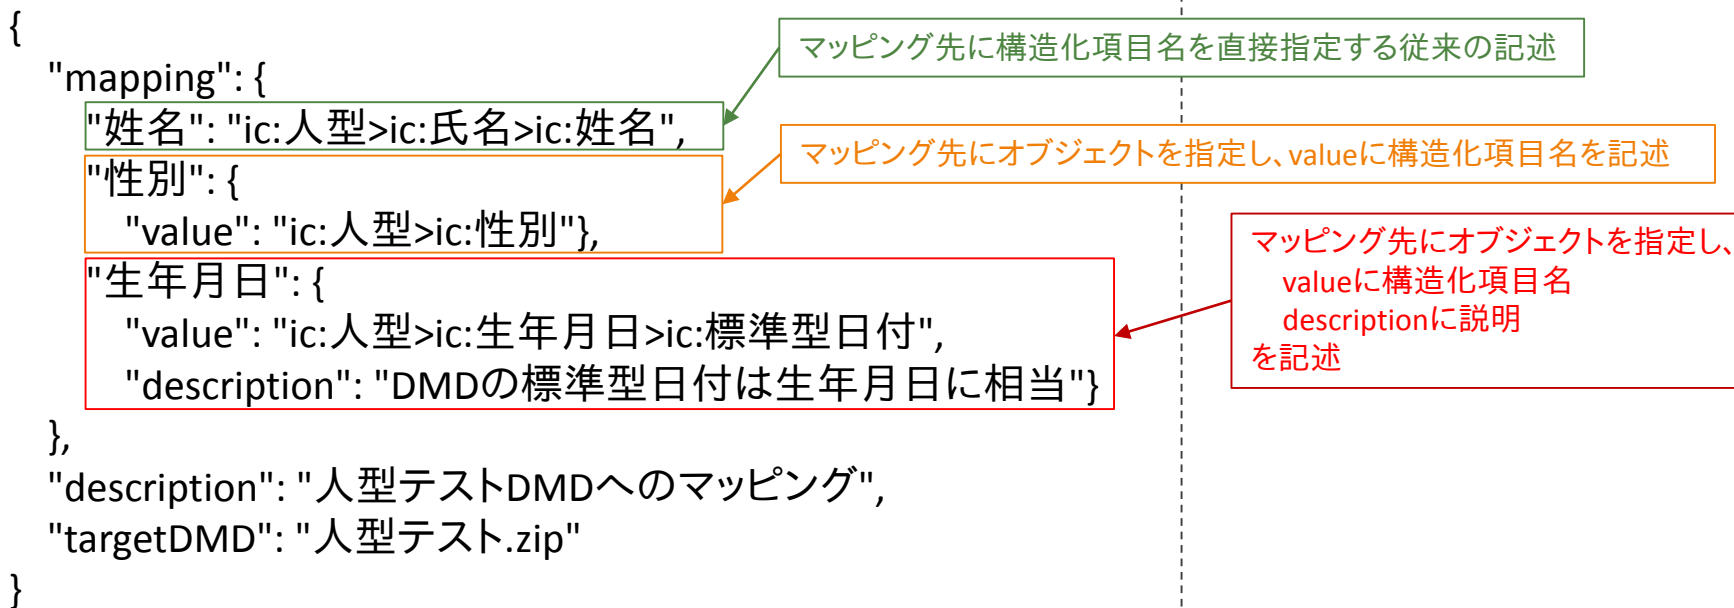 {
"mapping": {
"姓名": "ic:人型>ic:氏名>ic:姓名",
"性別": {
"value": "ic:人型>ic:性別"},
"生年月日": {
"value": "ic:人型>ic:生年月日>ic:標準型日付",
"description": "DMDの標準型日付は生年月日に相当"}
},
"description": "人型テストDMDへのマッピング",
"targetDMD": "人型テスト.zip"
}
マッピング先に構造化項目名を直接指定する従来の記述
マッピング先にオブジェクトを指定し、valueに構造化項目名を記述
マッピング先にオブジェクトを指定し、
valueに構造化項目名
descriptionに説明
を記述